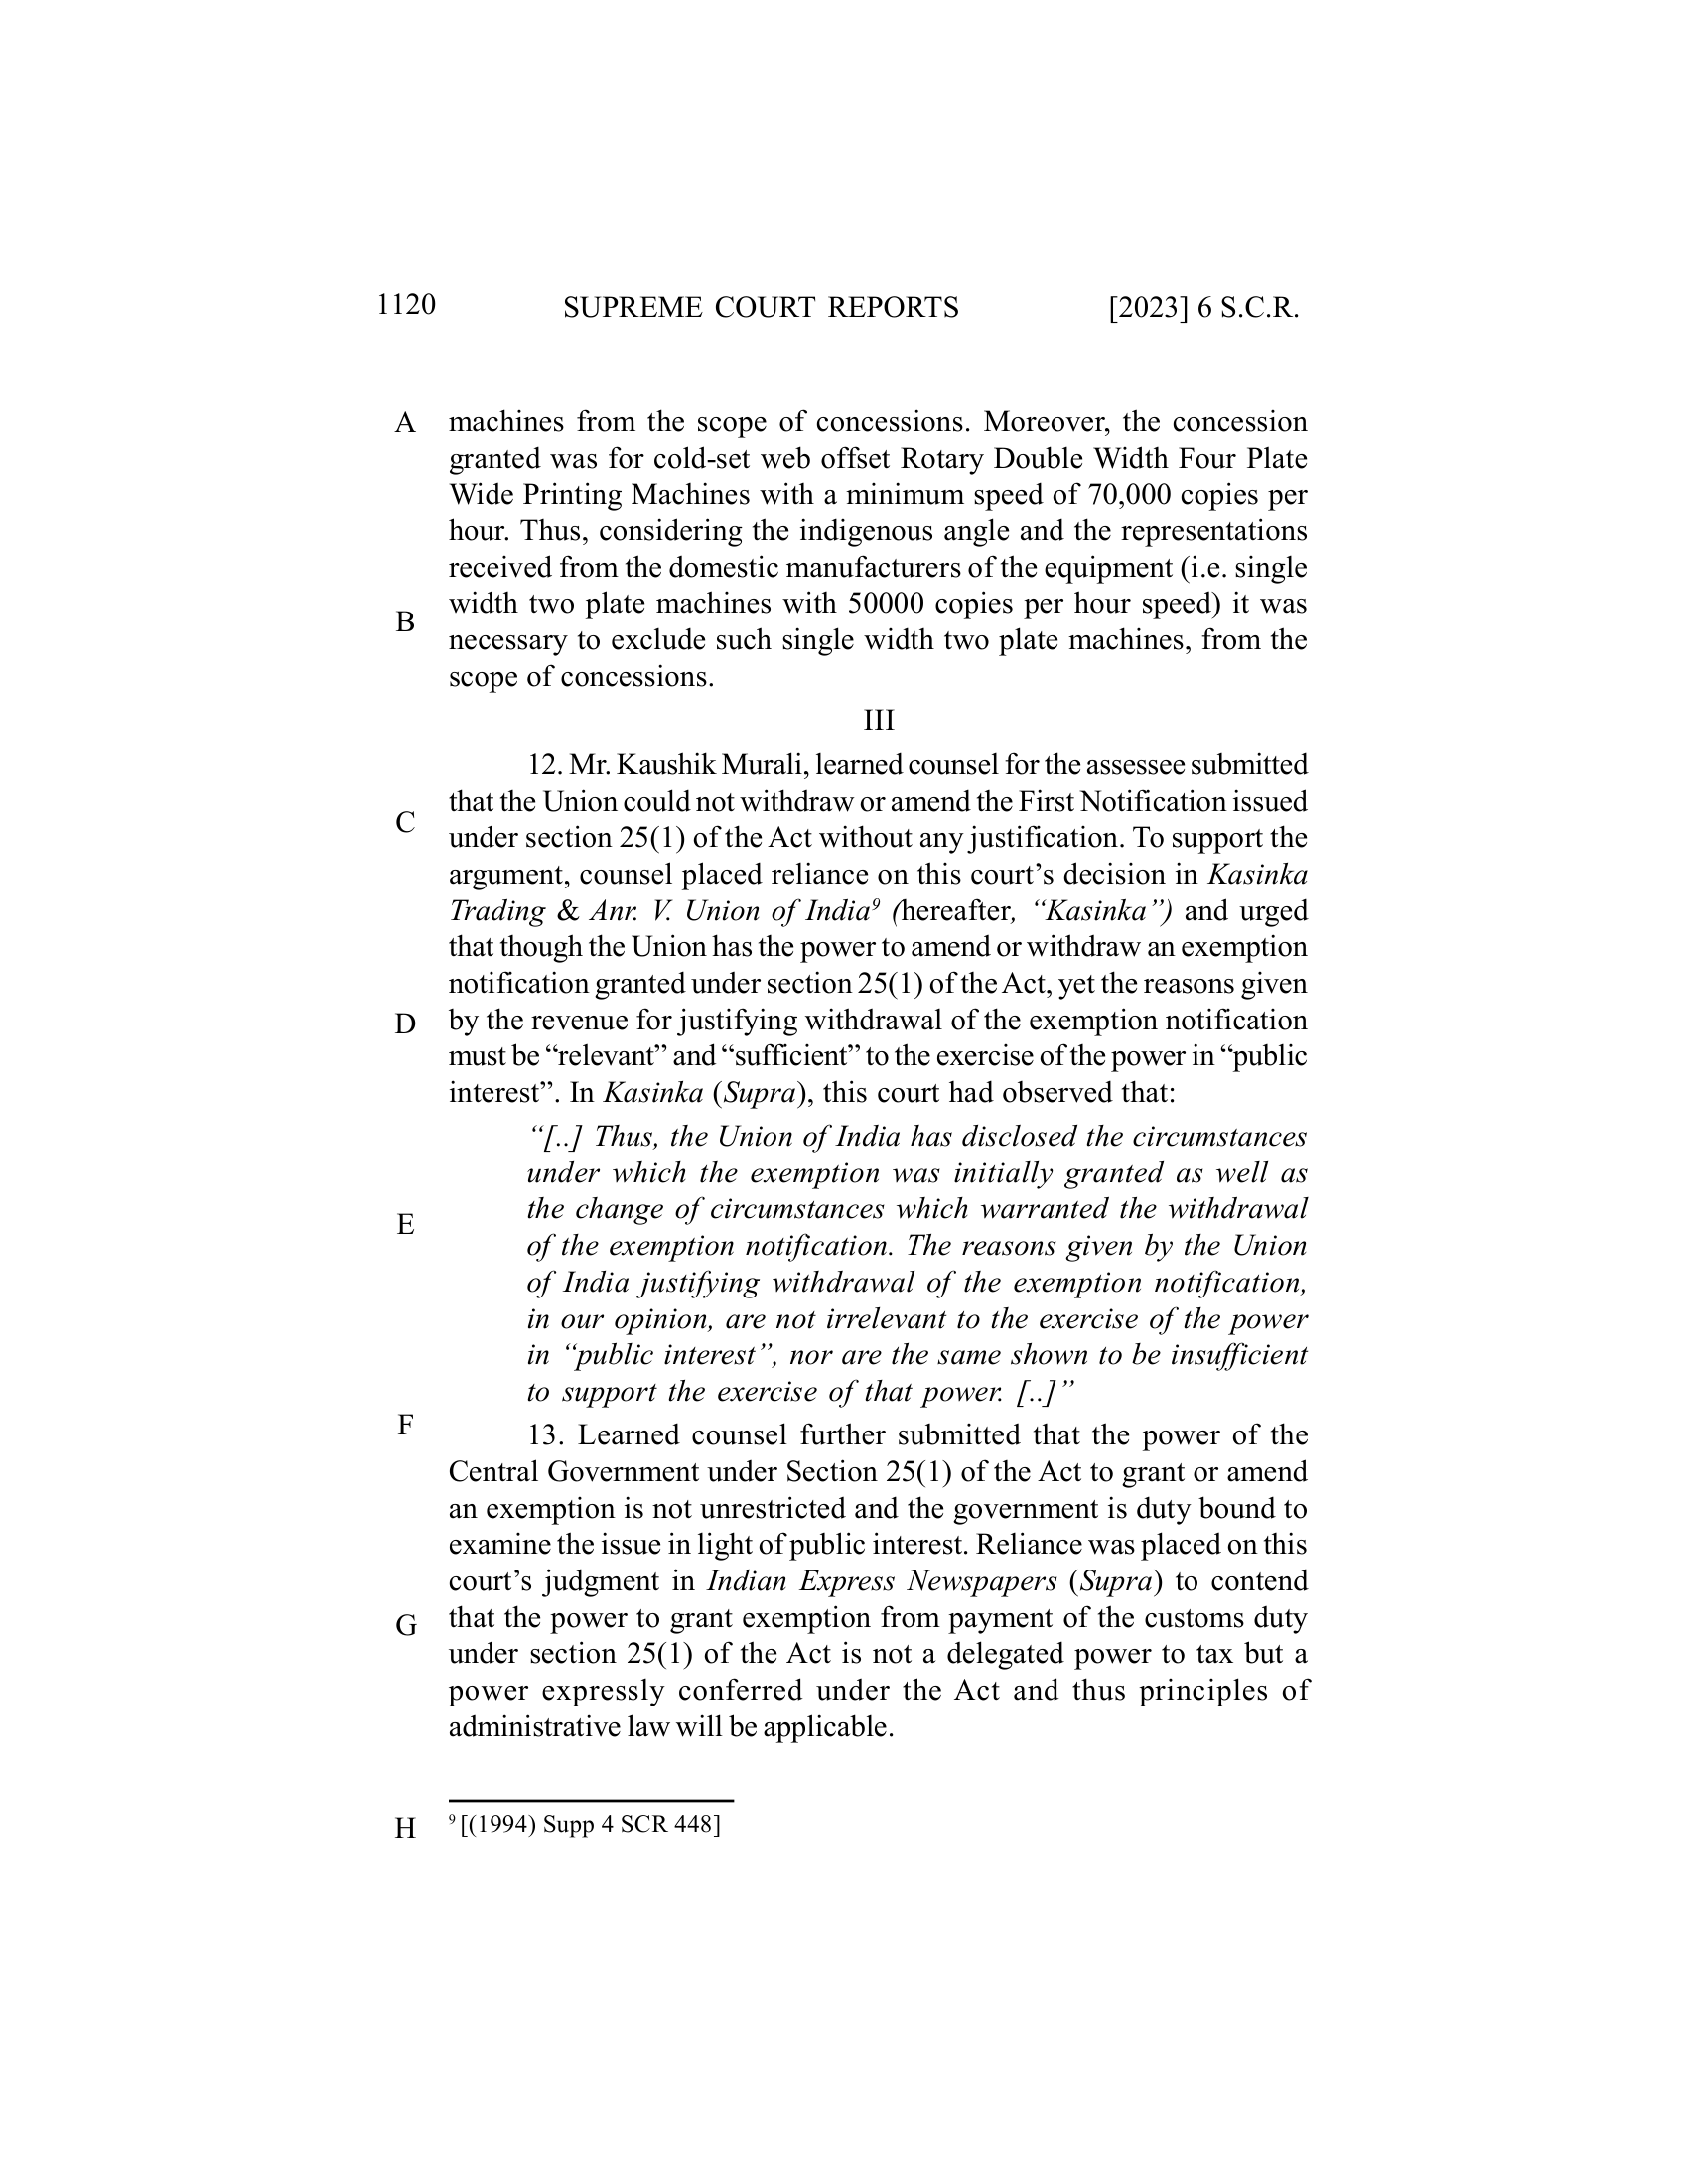 1120 SUPREME COURT REPORTS [2023] 6 S.C.R.
A machines from the scope of concessions. Moreover, the concession
granted was for cold-set web offset Rotary Double Width Four Plate
Wide Printing Machines with a minimum speed of 70,000 copies per
hour. Thus, considering the indigenous angle and the representations
received from the domestic manufacturers of the equipment (i.e. single
B width two plate machines with 50000 copies per hour speed) it was
necessary to exclude such single width two plate machines, from the
scope of concessions.
III
12. Mr. Kaushik Murali, learned counsel for the assessee submitted
that the Union could not withdraw or amend the First Notification issued
C under section 25(1) of the Act without any justification. To support the
argument, counsel placed reliance on this court’s decision in Kasinka
Trading & Anr. V. Union of India⁹ (hereafter, “Kasinka”) and urged
that though the Union has the power to amend or withdraw an exemption
notification granted under section 25(1) of the Act, yet the reasons given
D by the revenue for justifying withdrawal of the exemption notification
must be “relevant” and “sufficient” to the exercise of the power in “public
interest”. In Kasinka (Supra), this court had observed that:
“[..] Thus, the Union of India has disclosed the circumstances
under which the exemption was initially granted as well as
E the change of circumstances which warranted the withdrawal
of the exemption notification. The reasons given by the Union
of India justifying withdrawal of the exemption notification,
in our opinion, are not irrelevant to the exercise of the power
in “public interest”, nor are the same shown to be insufficient
to support the exercise of that power. [..]”
F 13. Learned counsel further submitted that the power of the
Central Government under Section 25(1) of the Act to grant or amend
an exemption is not unrestricted and the government is duty bound to
examine the issue in light of public interest. Reliance was placed on this
court’s judgment in Indian Express Newspapers (Supra) to contend
G that the power to grant exemption from payment of the customs duty
under section 25(1) of the Act is not a delegated power to tax but a
power expressly conferred under the Act and thus principles of
administrative law will be applicable.
H ⁹ [(1994) Supp 4 SCR 448]